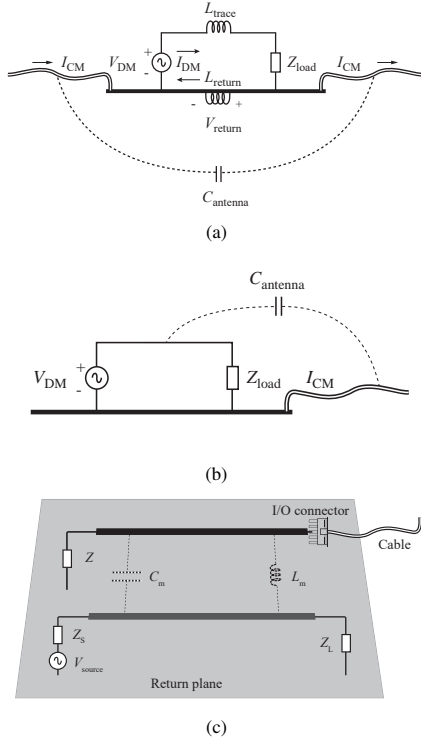 L_trace
I_CM V_DM + - I_DM L_return Z_load I_CM
- +
V_return
C_antenna
(a)
C_antenna
V_DM + - Z_load I_CM
(b)
I/O connector
Cable
Z C_m L_m
Z_S
Z_L
V_source
Return plane
(c)